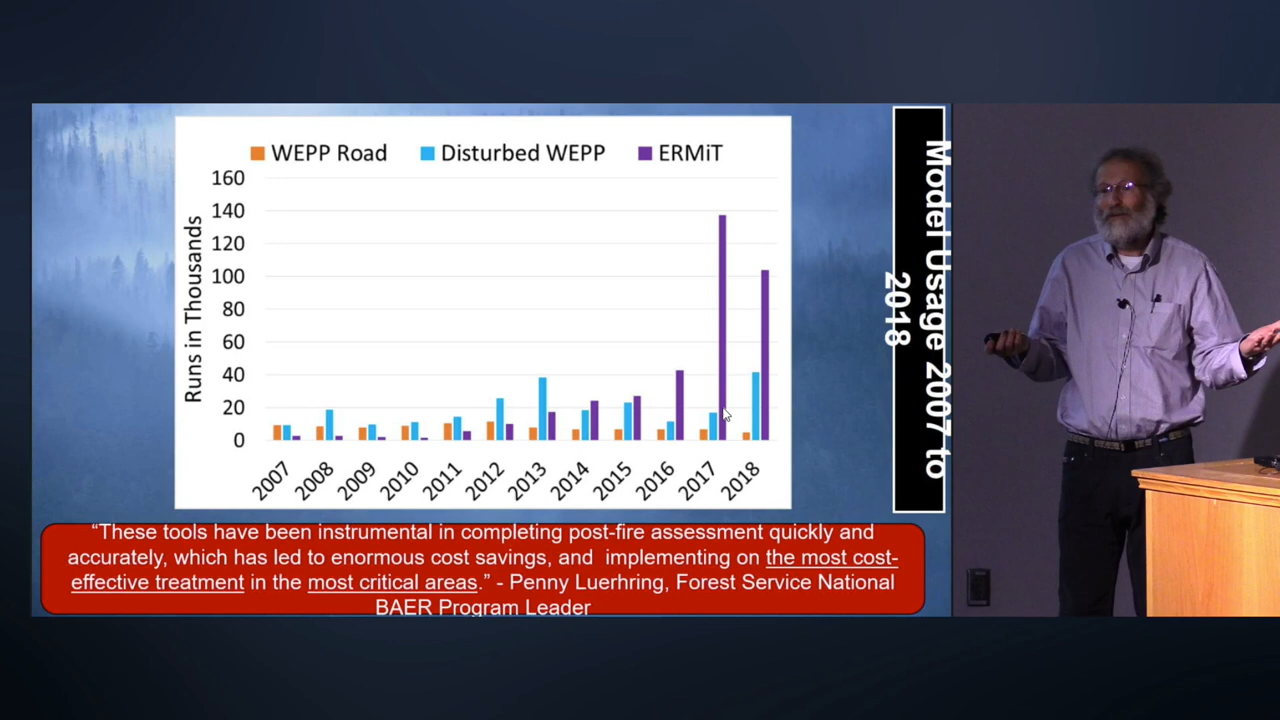 WEPP Road Disturbed WEPP ERMiT
160
140
120
100
80
60
40
20
0
Runs in Thousands
2007 2008 2009 2010 2011 2012 2013 2014 2015 2016 2017 2018
Model Usage 2007 to
2018
“These tools have been instrumental in completing post-fire assessment quickly and
accurately, which has led to enormous cost savings, and implementing on the most cost-
effective treatment in the most critical areas.” - Penny Luerhring, Forest Service National
BAER Program Leader